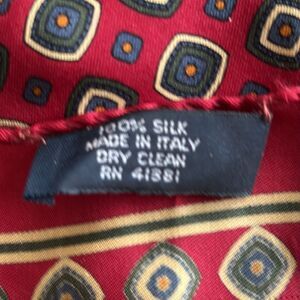 100% SILK
MADE IN ITALY
DRY CLEAN
RN 41381